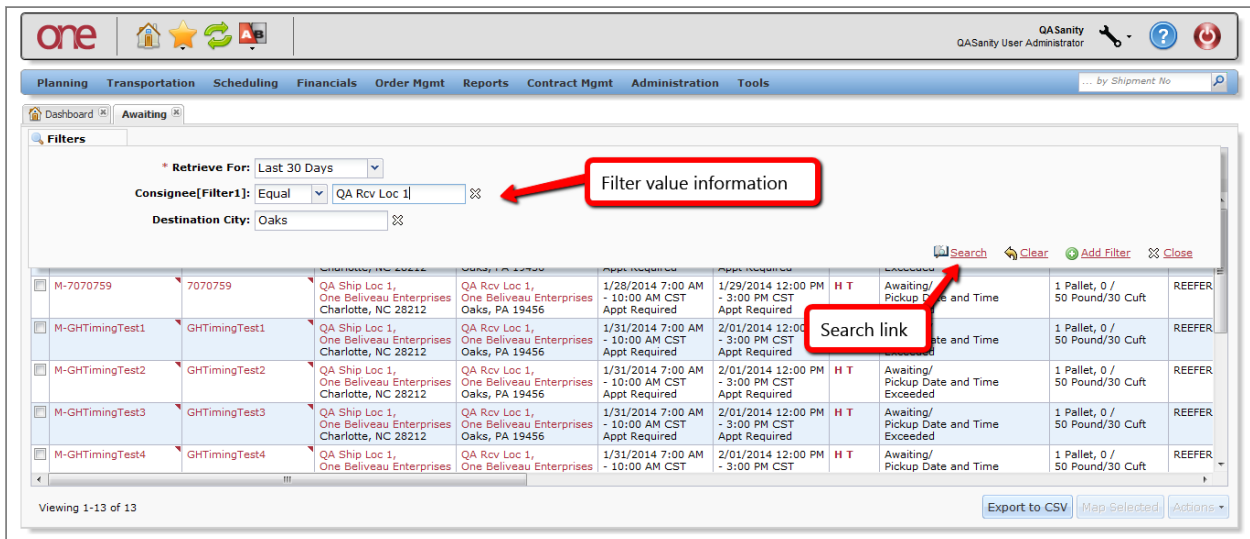 one
AB
QASanity
QASanity User Administrator
Planning Transportation Scheduling Financials Order Mgmt Reports Contract Mgmt Administration Tools
... by Shipment No
Dashboard Awaiting
Filters
* Retrieve For: Last 30 Days
Consignee[Filter1]: Equal QA Rcv Loc 1
Filter value information
Destination City: Oaks
Search Clear Add Filter Close
Charlotte, NC 28212 Oaks, PA 19456 Appt Required Appt Required Exceeded
M-7070759 7070759 QA Ship Loc 1, QA Rcv Loc 1, 1/28/2014 7:00 AM 1/29/2014 12:00 PM H T Awaiting/ 1 Pallet, 0 / REEFER
One Beliveau Enterprises One Beliveau Enterprises - 10:00 AM CST - 3:00 PM CST Pickup Date and Time 50 Pound/30 Cuft
Charlotte, NC 28212 Oaks, PA 19456 Appt Required Appt Required
Search link
M-GHTimingTest1 GHTimingTest1 QA Ship Loc 1, QA Rcv Loc 1, 1/31/2014 7:00 AM 2/01/2014 12:00 1 Pallet, 0 / REEFER
One Beliveau Enterprises One Beliveau Enterprises - 10:00 AM CST - 3:00 PM CST ate and Time 50 Pound/30 Cuft
Charlotte, NC 28212 Oaks, PA 19456 Appt Required Appt Required Exceeded
M-GHTimingTest2 GHTimingTest2 QA Ship Loc 1, QA Rcv Loc 1, 1/31/2014 7:00 AM 2/01/2014 12:00 PM H T Awaiting/ 1 Pallet, 0 / REEFER
One Beliveau Enterprises One Beliveau Enterprises - 10:00 AM CST - 3:00 PM CST Pickup Date and Time 50 Pound/30 Cuft
Charlotte, NC 28212 Oaks, PA 19456 Appt Required Appt Required Exceeded
M-GHTimingTest3 GHTimingTest3 QA Ship Loc 1, QA Rcv Loc 1, 1/31/2014 7:00 AM 2/01/2014 12:00 PM H T Awaiting/ 1 Pallet, 0 / REEFER
One Beliveau Enterprises One Beliveau Enterprises - 10:00 AM CST - 3:00 PM CST Pickup Date and Time 50 Pound/30 Cuft
Charlotte, NC 28212 Oaks, PA 19456 Appt Required Appt Required Exceeded
M-GHTimingTest4 GHTimingTest4 QA Ship Loc 1, QA Rcv Loc 1, 1/31/2014 7:00 AM 2/01/2014 12:00 PM H T Awaiting/ 1 Pallet, 0 / REEFER
One Beliveau Enterprises One Beliveau Enterprises - 10:00 AM CST - 3:00 PM CST Pickup Date and Time 50 Pound/30 Cuft
Viewing 1-13 of 13
Export to CSV Map Selected Actions